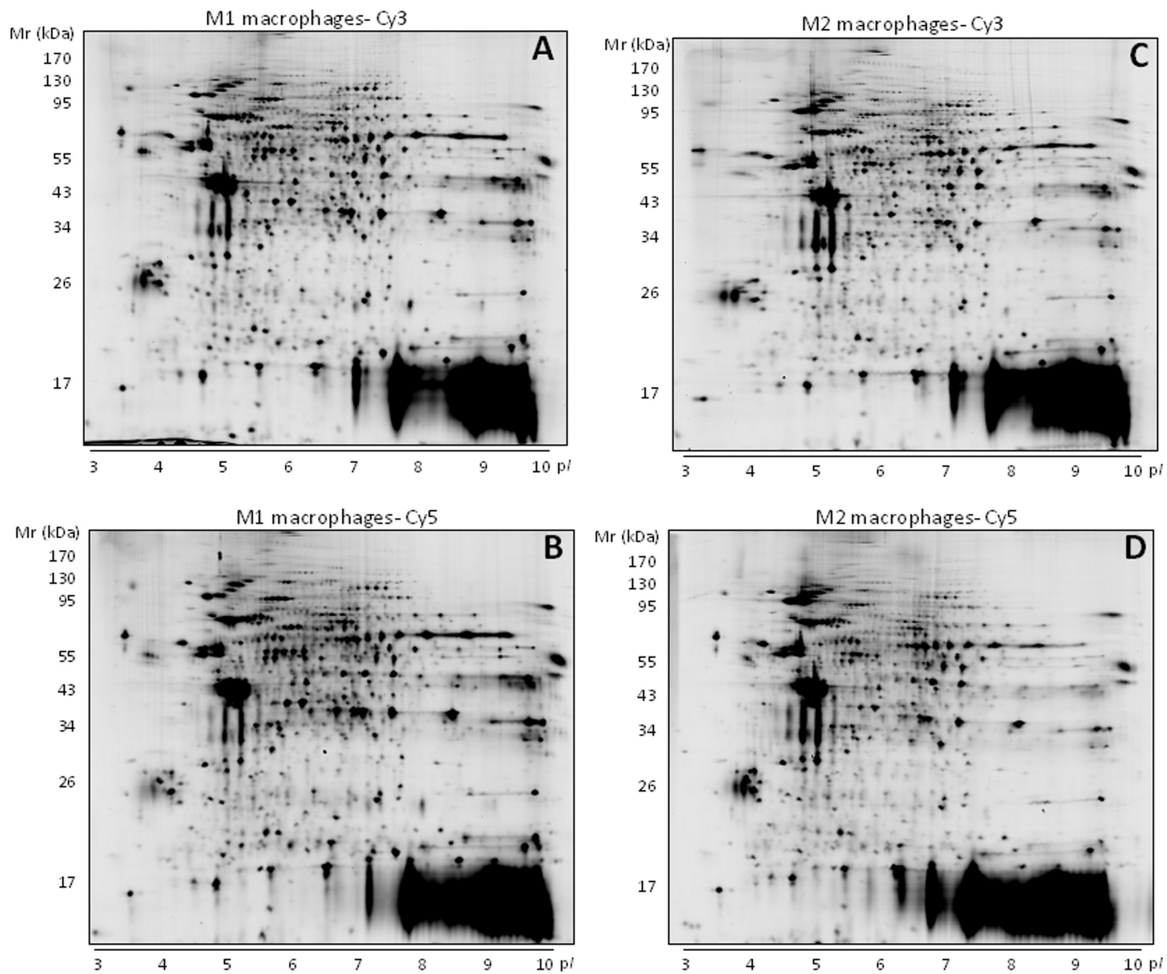 M1 macrophages- Cy3
Mr (kDa)
A
170
130
95
55
43
34
26
17
3 4 5 6 7 8 9 10 pI
M2 macrophages- Cy3
Mr (kDa)
C
170
130
95
55
43
34
26
17
3 4 5 6 7 8 9 10 pI
M1 macrophages- Cy5
Mr (kDa)
B
170
130
95
55
43
34
26
17
3 4 5 6 7 8 9 10 pI
M2 macrophages- Cy5
Mr (kDa)
D
170
130
95
55
43
34
26
17
3 4 5 6 7 8 9 10 pI